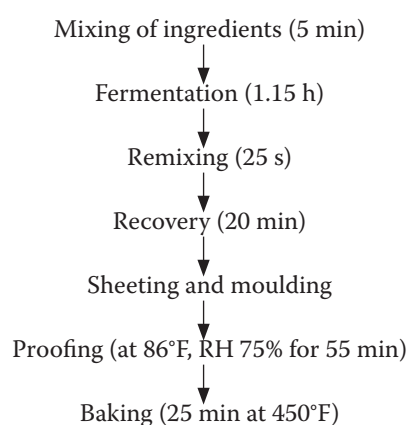 Mixing of ingredients (5 min)
Fermentation (1.15 h)
Remixing (25 s)
Recovery (20 min)
Sheeting and moulding
Proofing (at 86°F, RH 75% for 55 min)
Baking (25 min at 450°F)